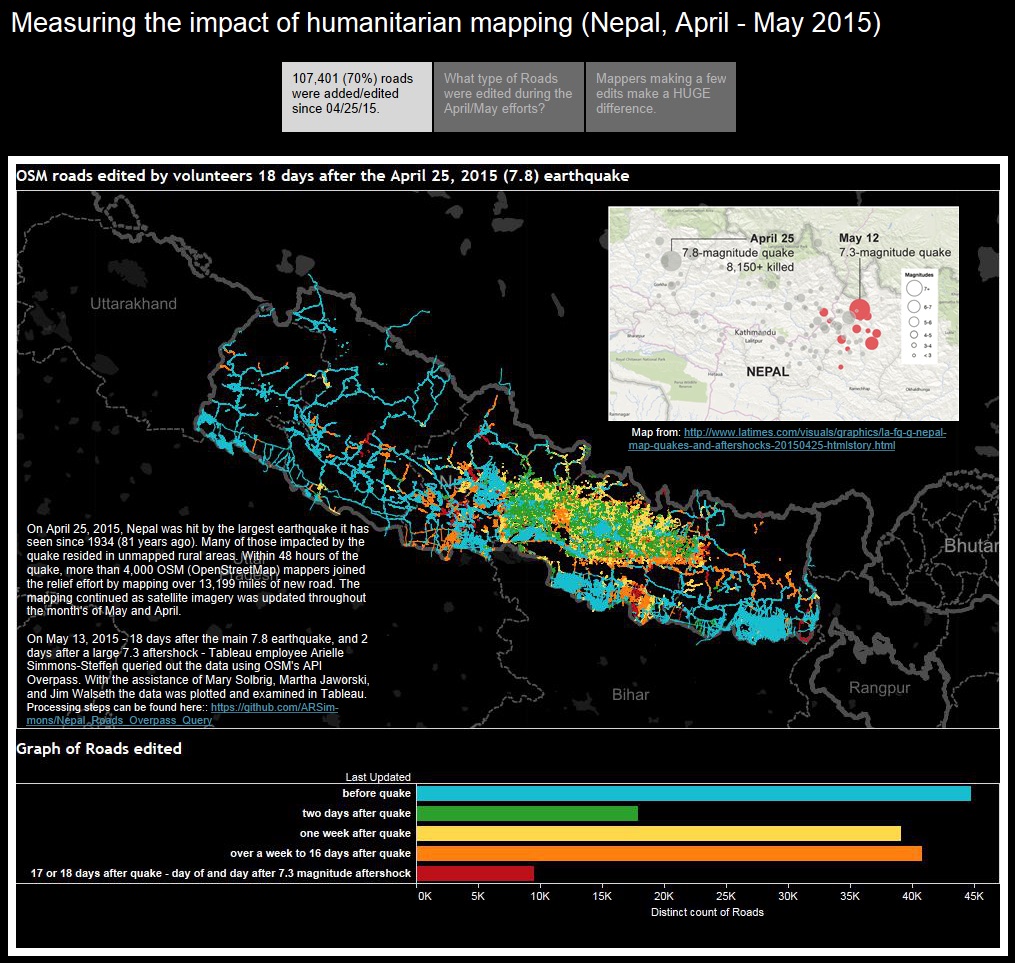 Measuring the impact of humanitarian mapping (Nepal, April - May 2015)
107,401 (70%) roads
were added/edited
since 04/25/15.
What type of Roads
were edited during the
April/May efforts?
Mappers making a few
edits make a HUGE
difference.
OSM roads edited by volunteers 18 days after the April 25, 2015 (7.8) earthquake
April 25
7.8-magnitude quake
8,150+ killed
May 12
7.3-magnitude quake
Magnitudes
7+
6-7
5-6
4-5
3-4
< 3
Kathmandu
Lalitpur
NEPAL
Map from: http://www.latimes.com/visuals/graphics/la-fg-g-nepal-
map-quakes-and-aftershocks-20150425-htmlstory.html
Uttarakhand
Bhutan
Uttar
Pradesh
Bihar
Rangpur
On April 25, 2015, Nepal was hit by the largest earthquake it has
seen since 1934 (81 years ago). Many of those impacted by the
quake resided in unmapped rural areas. Within 48 hours of the
quake, more than 4,000 OSM (OpenStreetMap) mappers joined
the relief effort by mapping over 13,199 miles of new road. The
mapping continued as satellite imagery was updated throughout
the month's of May and April.
On May 13, 2015 - 18 days after the main 7.8 earthquake, and 2
days after a large 7.3 aftershock - Tableau employee Arielle
Simmons-Steffen queried out the data using OSM's API
Overpass. With the assistance of Mary Solbrig, Martha Jaworski,
and Jim Walseth the data was plotted and examined in Tableau.
Processing steps can be found here:: https://github.com/ARSim-
mons/Nepal_Roads_Overpass_Query
Graph of Roads edited
Last Updated
before quake
two days after quake
one week after quake
over a week to 16 days after quake
17 or 18 days after quake - day of and day after 7.3 magnitude aftershock
0K 5K 10K 15K 20K 25K 30K 35K 40K 45K
Distinct count of Roads